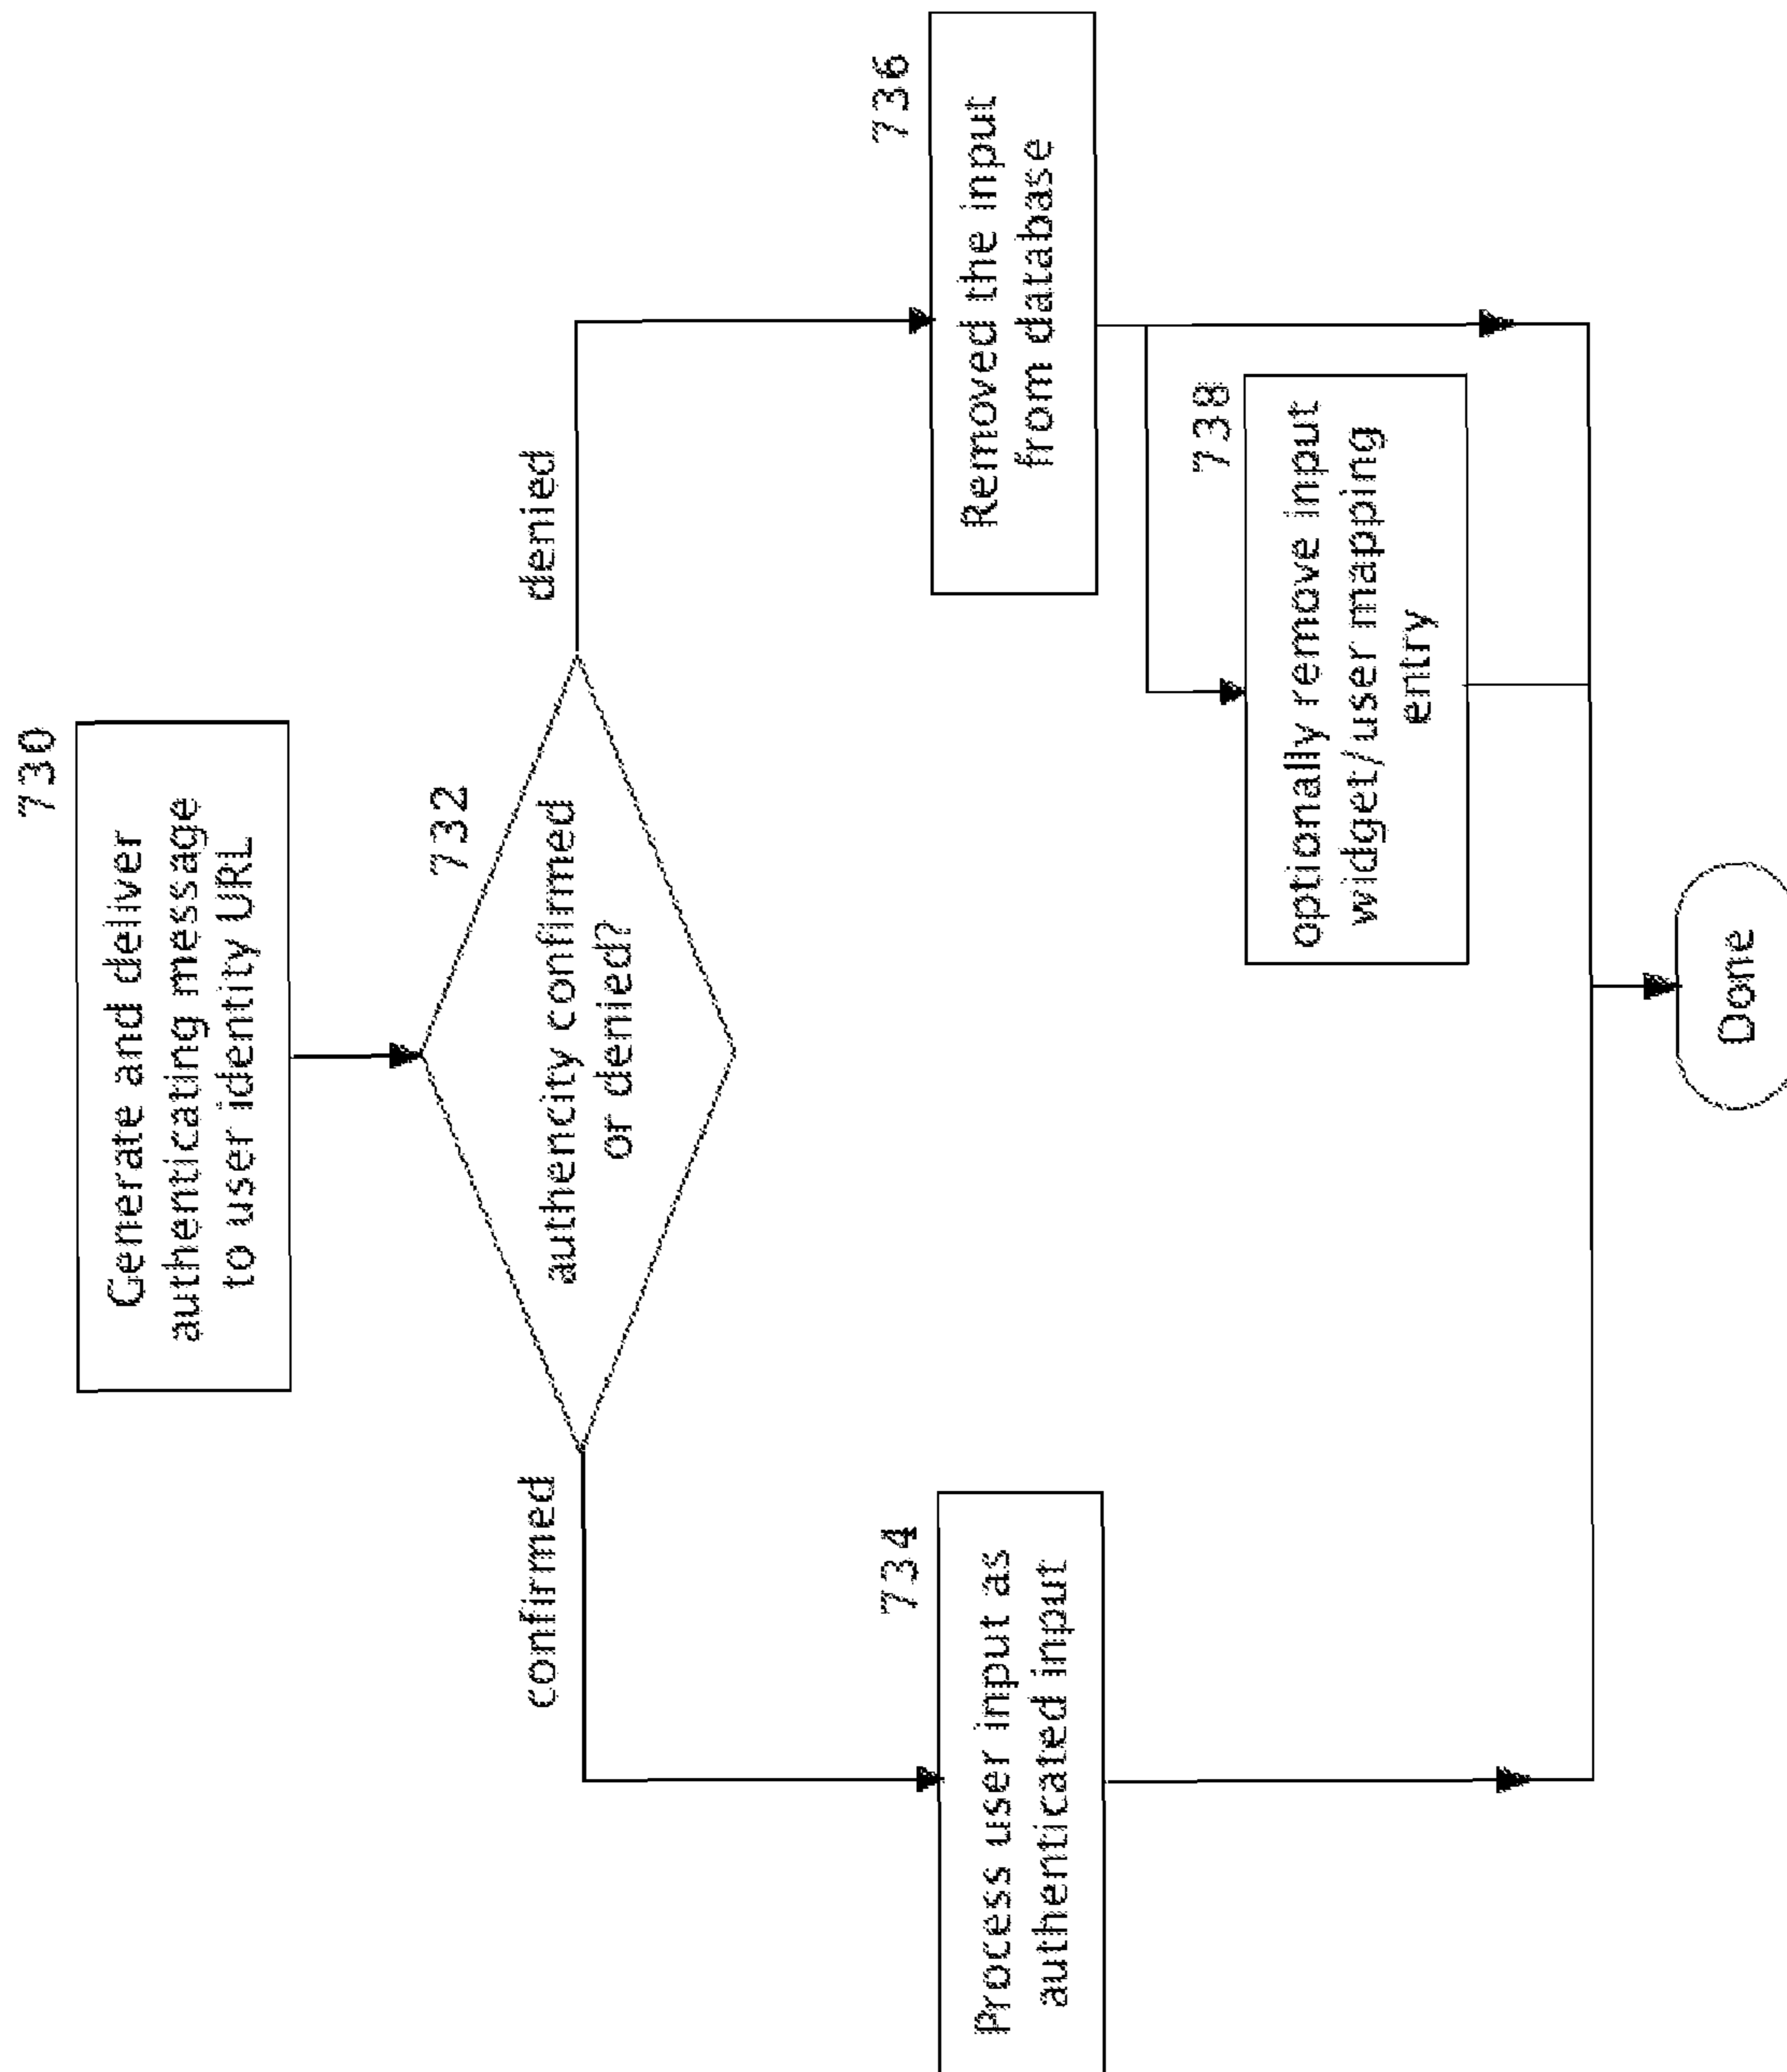 730
Generate and deliver
authenticating message
to user identity URL
732
authencity confirmed
or denied?
confirmed
denied
734
Process user input as
authenticated input
736
Removed the input
from database
738
optionally remove input
widget/user mapping
entry
Done